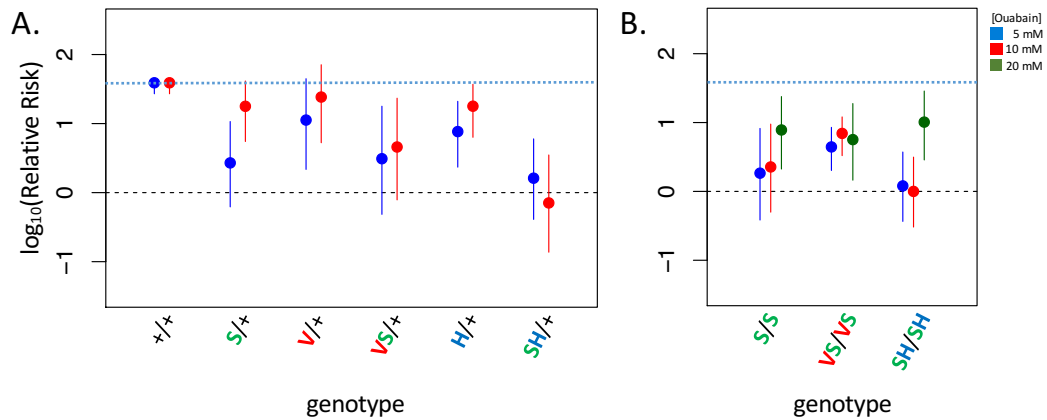 A.
log₁₀(Relative Risk)
2
1
0
−1
+/+
S/+
V/+
VS/+
H/+
SH/+
genotype
B.
2
1
0
−1
S/S
VS/VS
SH/SH
genotype
[Ouabain]
5 mM
10 mM
20 mM